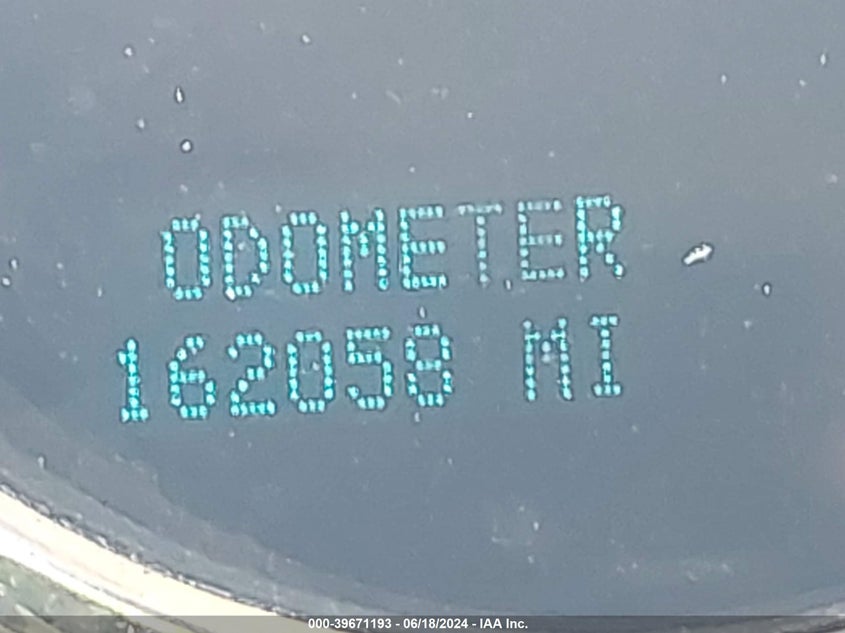 ODOMETER
162058 MI
000-39671193 - 06/18/2024 - IAA Inc.